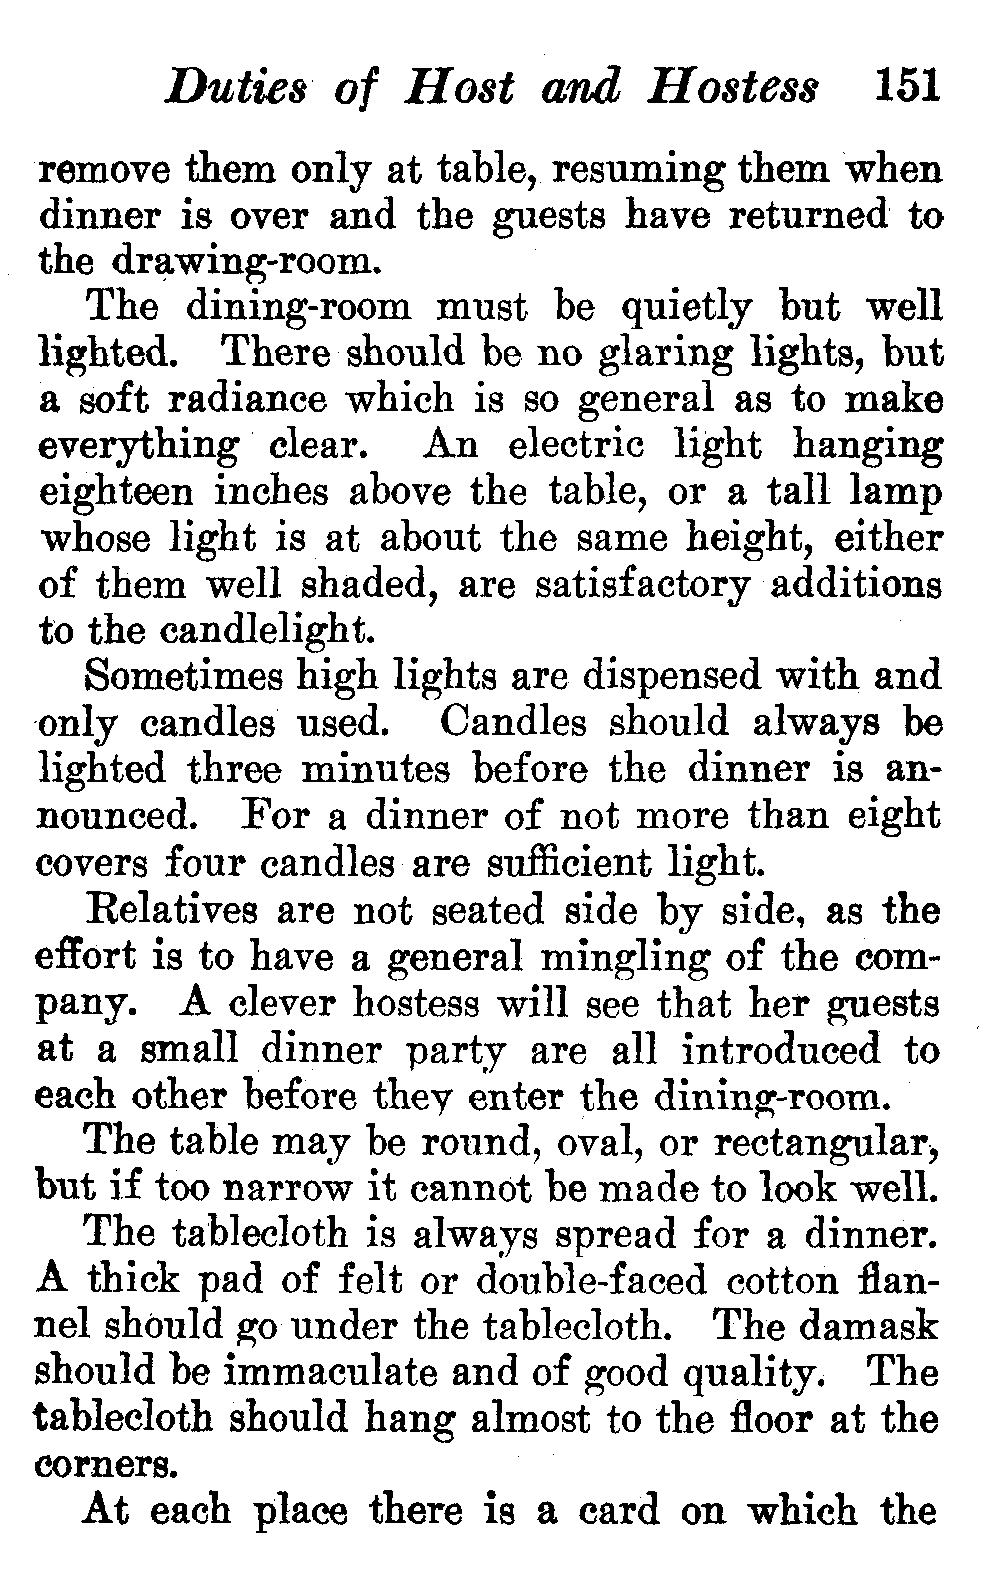 Duties of Host and Hostess 151
remove them only at table, resuming them when
dinner is over and the guests have returned to
the drawing-room.
The dining-room must be quietly but well
lighted. There should be no glaring lights, but
a soft radiance which is so general as to make
everything clear. An electric light hanging
eighteen inches above the table, or a tall lamp
whose light is at about the same height, either
of them well shaded, are satisfactory additions
to the candlelight.
Sometimes high lights are dispensed with and
only candles used. Candles should always be
lighted three minutes before the dinner is an-
nounced. For a dinner of not more than eight
covers four candles are sufficient light.
Relatives are not seated side by side, as the
effort is to have a general mingling of the com-
pany. A clever hostess will see that her guests
at a small dinner party are all introduced to
each other before they enter the dining-room.
The table may be round, oval, or rectangular,
but if too narrow it cannot be made to look well.
The tablecloth is always spread for a dinner.
A thick pad of felt or double-faced cotton flan-
nel should go under the tablecloth. The damask
should be immaculate and of good quality. The
tablecloth should hang almost to the floor at the
corners.
At each place there is a card on which the